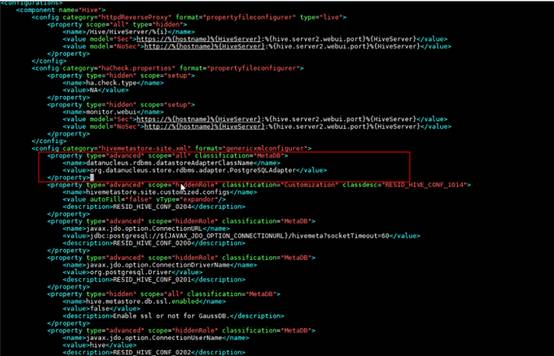 <configurations>
<component name="Hive">
<config category="httpdReverseProxy" format="propertyfileconfigurer" type="live">
<property scope="all" type="hidden">
<name>/Hive/HiveServer/%{i}</name>
<value model="Sec">https://%{hostname}%{HiveServer}:%{hive.server2.webui.port}%{HiveServer}</value>
<value model="NoSec">http://%{hostname}%{HiveServer}:%{hive.server2.webui.port}%{HiveServer}</value>
</property>
</config>
<config category="haCheck.properties" format="propertyfileconfigurer">
<property type="hidden" scope="setup">
<name>ha.check.type</name>
<value>NA</value>
</property>
<property type="hidden" scope="setup">
<name>monitor.webui</name>
<value model="Sec">https://%{hostname}%{HiveServer}:%{hive.server2.webui.port}%{HiveServer}</value>
<value model="NoSec">http://%{hostname}%{HiveServer}:%{hive.server2.webui.port}%{HiveServer}</value>
</property>
</config>
<config category="hivemetastore-site.xml" format="genericxmlconfigurer">
<property type="advanced" scope="all" classification="MetaDB">
<name>datanucleus.rdbms.datastoreAdapterClassName</name>
<value>org.datanucleus.store.rdbms.adapter.PostgreSQLAdapter</value>
</property>
<property type="advanced" scope="hiddenRole" classification="Customization" classdesc="RESID_HIVE_CONF_1014">
<name>hivemetastore.site.customized.configs</name>
<value autoFill="false" vType="expandor"/>
<description>RESID_HIVE_CONF_0204</description>
</property>
<property type="advanced" scope="hiddenRole" classification="MetaDB">
<name>javax.jdo.option.ConnectionURL</name>
<value>jdbc:postgresql://${JAVAX_JDO_OPTION_CONNECTIONURL}/hivemeta?socketTimeout=60</value>
<description>RESID_HIVE_CONF_0200</description>
</property>
<property type="advanced" scope="hiddenRole" classification="MetaDB">
<name>javax.jdo.option.ConnectionDriverName</name>
<value>org.postgresql.Driver</value>
<description>RESID_HIVE_CONF_0201</description>
</property>
<property type="hidden" scope="all" classification="MetaDB">
<name>hive.metastore.db.ssl.enabled</name>
<value>false</value>
<description>Enable ssl or not for GaussDB.</description>
</property>
<property type="advanced" scope="hiddenRole" classification="MetaDB">
<name>javax.jdo.option.ConnectionUserName</name>
<value>hive</value>
<description>RESID_HIVE_CONF_0202</description>